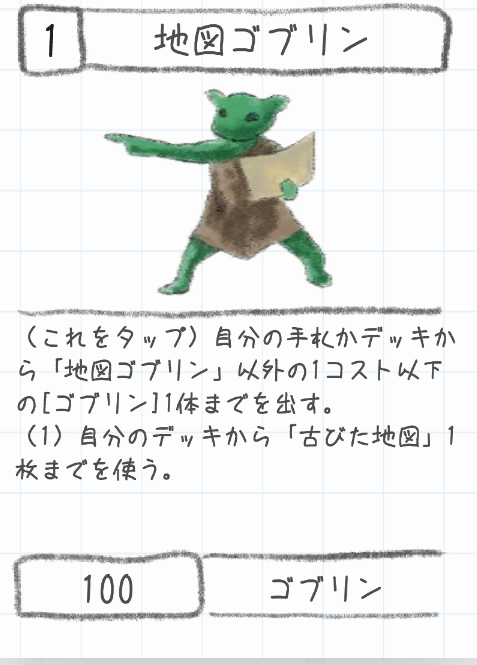 1
地図ゴブリン
（これをタップ）自分の手札かデッキか
ら「地図ゴブリン」以外の1コスト以下
の[ゴブリン]1体までを出す。
（1）自分のデッキから「古びた地図」1
枚までを使う。
100
ゴブリン